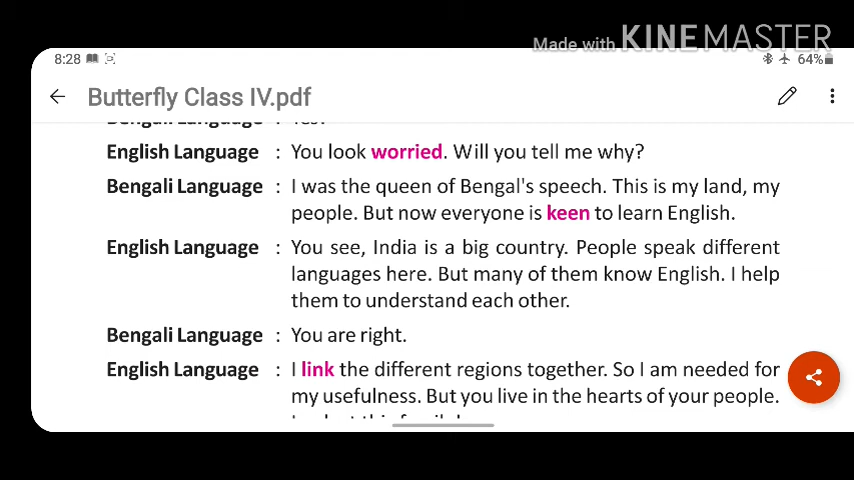 Made with KINEMASTER
8:28 64%
Butterfly Class IV.pdf
Bengali Language : Yes.
English Language : You look worried. Will you tell me why?
Bengali Language : I was the queen of Bengal's speech. This is my land, my
people. But now everyone is keen to learn English.
English Language : You see, India is a big country. People speak different
languages here. But many of them know English. I help
them to understand each other.
Bengali Language : You are right.
English Language : I link the different regions together. So I am needed for
my usefulness. But you live in the hearts of your people.